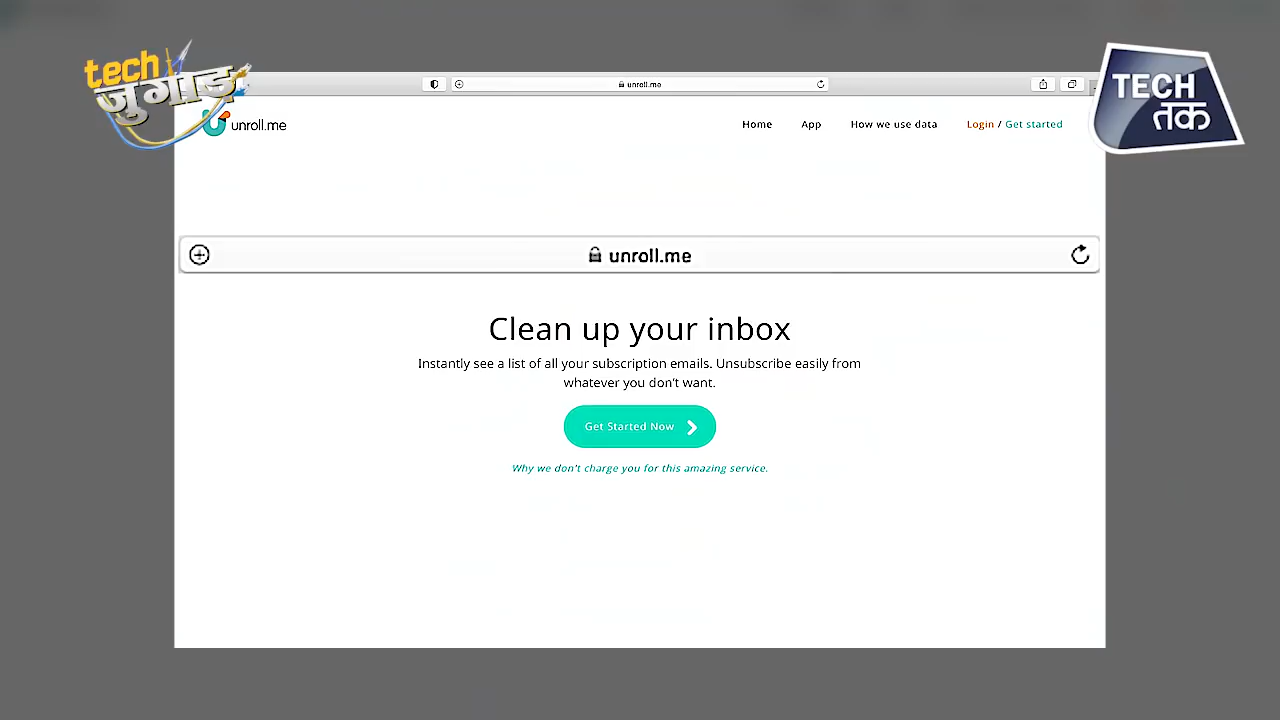 tech
जुगाड़
TECH
तक
unroll.me
unroll.me
Home
App
How we use data
Login / Get started
unroll.me
Clean up your inbox
Instantly see a list of all your subscription emails. Unsubscribe easily from
whatever you don't want.
Get Started Now
Why we don't charge you for this amazing service.